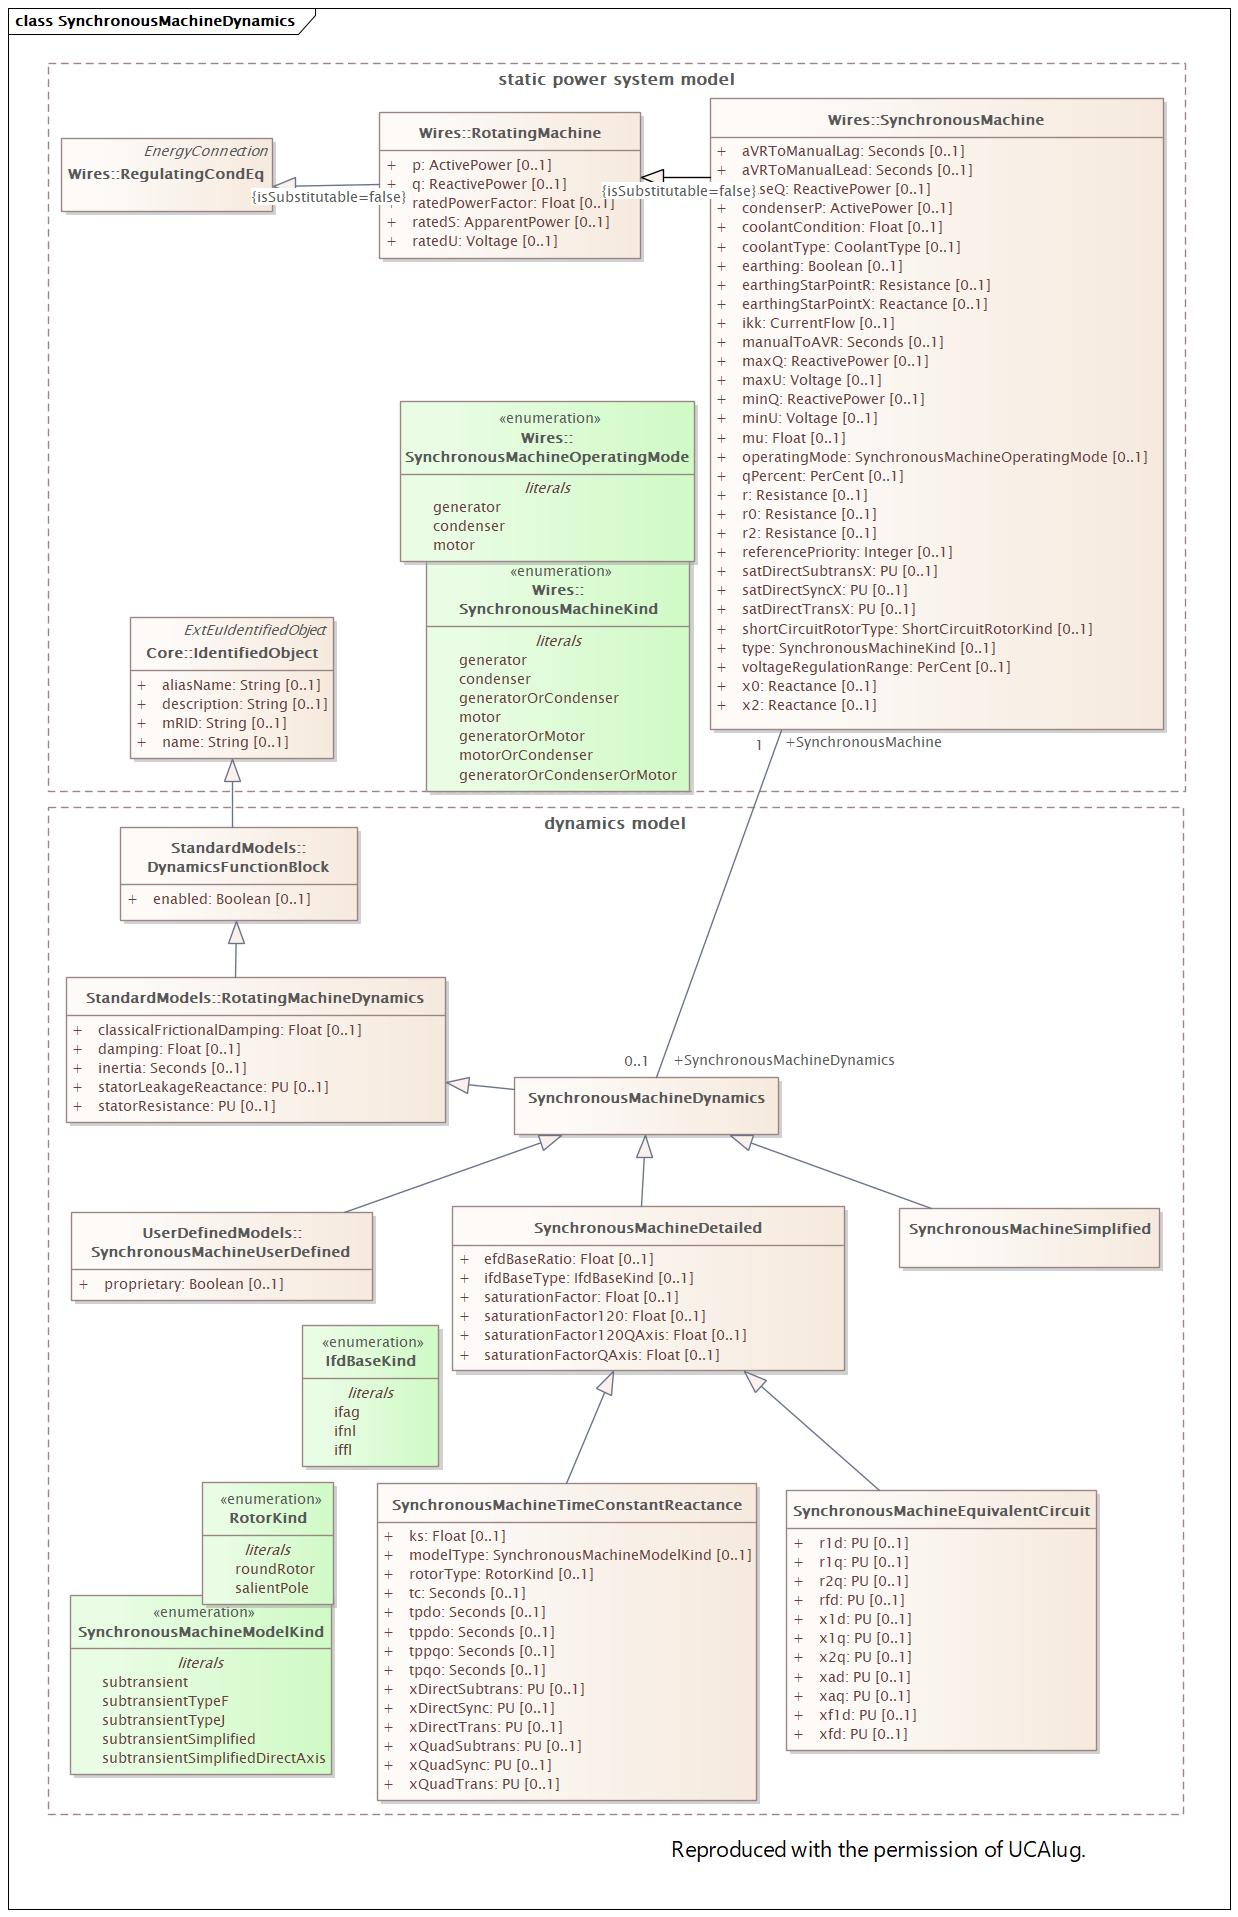 class SynchronousMachineDynamics
static power system model
EnergyConnection
Wires::RegulatingCondEq
{isSubstitutable=false}
Wires::RotatingMachine
+ p: ActivePower [0..1]
+ q: ReactivePower [0..1]
+ ratedPowerFactor: Float [0..1]
+ ratedS: ApparentPower [0..1]
+ ratedU: Voltage [0..1]
{isSubstitutable=false}
Wires::SynchronousMachine
+ aVRToManualLag: Seconds [0..1]
+ aVRToManualLead: Seconds [0..1]
seQ: ReactivePower [0..1]
+ condenserP: ActivePower [0..1]
+ coolantCondition: Float [0..1]
+ coolantType: CoolantType [0..1]
+ earthing: Boolean [0..1]
+ earthingStarPointR: Resistance [0..1]
+ earthingStarPointX: Reactance [0..1]
+ ikk: CurrentFlow [0..1]
+ manualToAVR: Seconds [0..1]
+ maxQ: ReactivePower [0..1]
+ maxU: Voltage [0..1]
+ minQ: ReactivePower [0..1]
+ minU: Voltage [0..1]
+ mu: Float [0..1]
+ operatingMode: SynchronousMachineOperatingMode [0..1]
+ qPercent: PerCent [0..1]
+ r: Resistance [0..1]
+ r0: Resistance [0..1]
+ r2: Resistance [0..1]
+ referencePriority: Integer [0..1]
+ satDirectSubtransX: PU [0..1]
+ satDirectSyncX: PU [0..1]
+ satDirectTransX: PU [0..1]
+ shortCircuitRotorType: ShortCircuitRotorKind [0..1]
+ type: SynchronousMachineKind [0..1]
+ voltageRegulationRange: PerCent [0..1]
+ x0: Reactance [0..1]
+ x2: Reactance [0..1]
«enumeration»
Wires::
SynchronousMachineOperatingMode
literals
generator
condenser
motor
«enumeration»
Wires::
SynchronousMachineKind
literals
generator
condenser
generatorOrCondenser
motor
generatorOrMotor
motorOrCondenser
generatorOrCondenserOrMotor
ExtEuIdentifiedObject
Core::IdentifiedObject
+ aliasName: String [0..1]
+ description: String [0..1]
+ mRID: String [0..1]
+ name: String [0..1]
1 +SynchronousMachine
dynamics model
StandardModels::
DynamicsFunctionBlock
+ enabled: Boolean [0..1]
StandardModels::RotatingMachineDynamics
+ classicalFrictionalDamping: Float [0..1]
+ damping: Float [0..1]
+ inertia: Seconds [0..1]
+ statorLeakageReactance: PU [0..1]
+ statorResistance: PU [0..1]
0..1 +SynchronousMachineDynamics
SynchronousMachineDynamics
UserDefinedModels::
SynchronousMachineUserDefined
+ proprietary: Boolean [0..1]
SynchronousMachineDetailed
+ efdBaseRatio: Float [0..1]
+ ifdBaseType: IfdBaseKind [0..1]
+ saturationFactor: Float [0..1]
+ saturationFactor120: Float [0..1]
+ saturationFactor120QAxis: Float [0..1]
+ saturationFactorQAxis: Float [0..1]
SynchronousMachineSimplified
«enumeration»
IfdBaseKind
literals
ifag
ifnl
iffl
«enumeration»
RotorKind
literals
roundRotor
salientPole
«enumeration»
SynchronousMachineModelKind
literals
subtransient
subtransientTypeF
subtransientTypeJ
subtransientSimplified
subtransientSimplifiedDirectAxis
SynchronousMachineTimeConstantReactance
+ ks: Float [0..1]
+ modelType: SynchronousMachineModelKind [0..1]
+ rotorType: RotorKind [0..1]
+ tc: Seconds [0..1]
+ tpdo: Seconds [0..1]
+ tppdo: Seconds [0..1]
+ tppqo: Seconds [0..1]
+ tpqo: Seconds [0..1]
+ xDirectSubtrans: PU [0..1]
+ xDirectSync: PU [0..1]
+ xDirectTrans: PU [0..1]
+ xQuadSubtrans: PU [0..1]
+ xQuadSync: PU [0..1]
+ xQuadTrans: PU [0..1]
SynchronousMachineEquivalentCircuit
+ r1d: PU [0..1]
+ r1q: PU [0..1]
+ r2q: PU [0..1]
+ rfd: PU [0..1]
+ x1d: PU [0..1]
+ x1q: PU [0..1]
+ x2q: PU [0..1]
+ xad: PU [0..1]
+ xaq: PU [0..1]
+ xf1d: PU [0..1]
+ xfd: PU [0..1]
Reproduced with the permission of UCAIug.